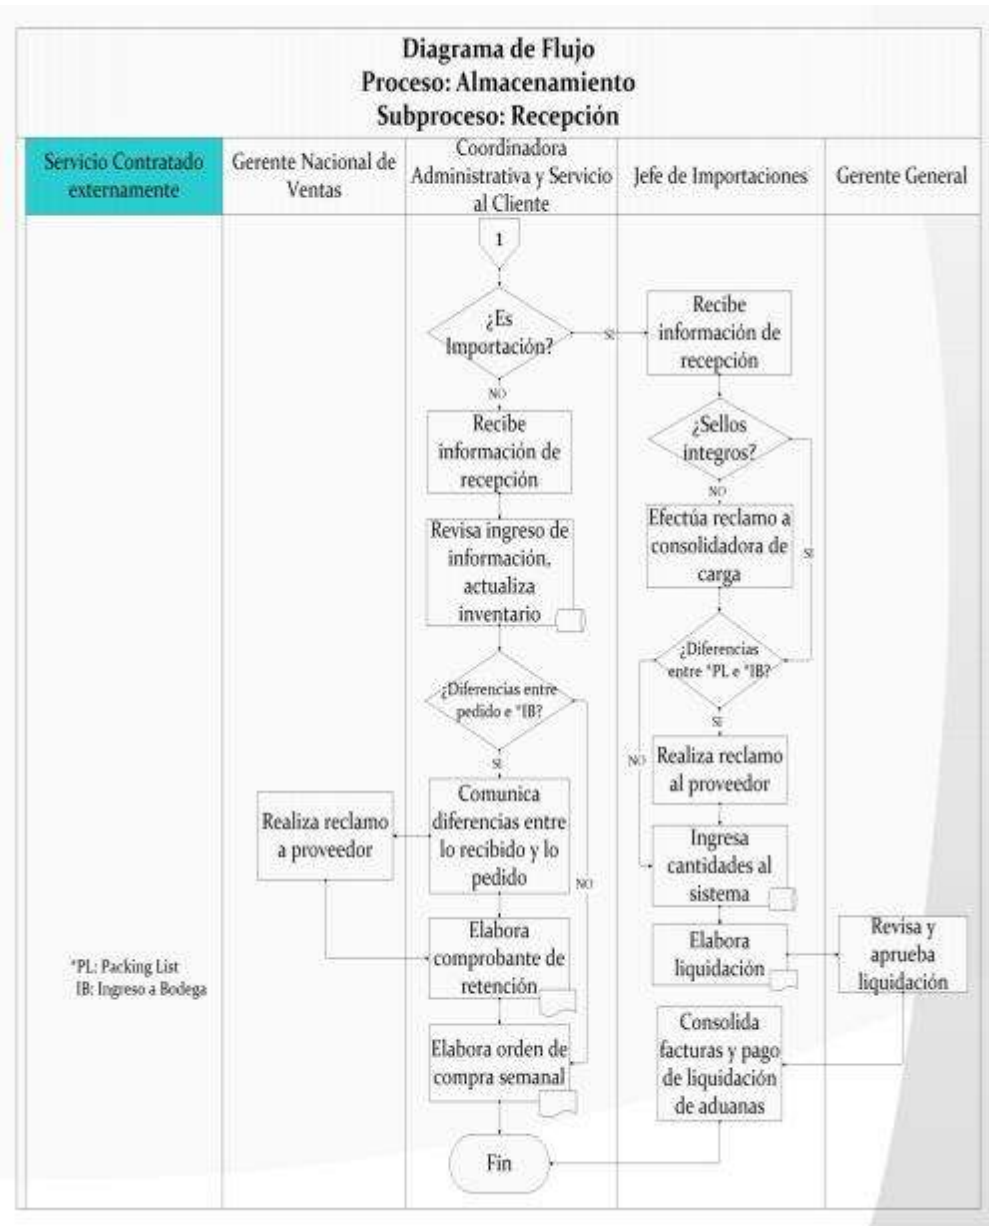 Diagrama de Flujo
Proceso: Almacenamiento
Subproceso: Recepción
Servicio Contratado
externamente
Gerente Nacional de
Ventas
Coordinadora
Administrativa y Servicio
al Cliente
Jefe de Importaciones
Gerente General
1
¿Es
Importación?
SI
NO
Recibe
información de
recepción
Revisa ingreso de
información,
actualiza
inventario
¿Diferencias entre
pedido e *IB?
SI
NO
Comunica
diferencias entre
lo recibido y lo
pedido
Realiza reclamo
a proveedor
Elabora
comprobante de
retención
Elabora orden de
compra semanal
Fin
Recibe
información de
recepción
¿Sellos
íntegros?
NO
SI
Efectúa reclamo a
consolidadora de
carga
¿Diferencias
entre *PL e *IB?
SI
NO
Realiza reclamo
al proveedor
Ingresa
cantidades al
sistema
Elabora
liquidación
Revisa y
aprueba
liquidación
Consolida
facturas y pago
de liquidación
de aduanas
*PL: Packing List
IB: Ingreso a Bodega